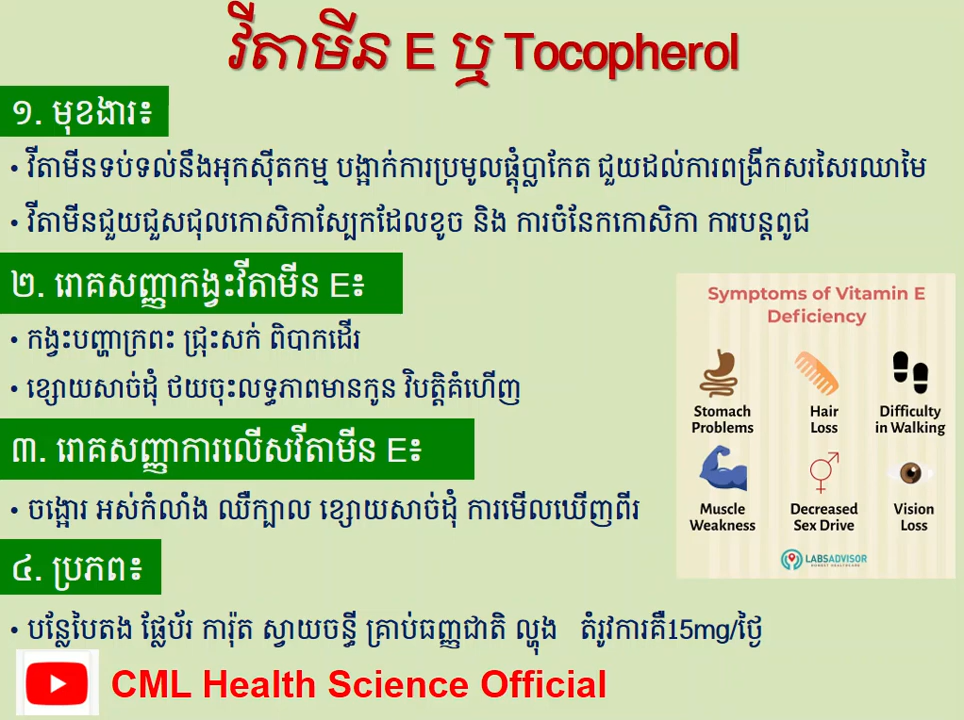 វីតាមីន E ឬ Tocopherol
១. មុខងារ៖
• វីតាមីនទប់ទល់នឹងអុកស៊ីតកម្ម បង្អាក់ការប្រមូលផ្តុំប្លាកែត ជួយដល់ការពង្រីកសរសៃរឈាមៃ
• វីតាមីនជួយជួសជុលកោសិកាស្បែកដែលខូច និង ការចំនែកកោសិកា ការបន្តពូជ
២. រោគសញ្ញាកង្វះវីតាមីន E៖
• កង្វះបញ្ហាក្រពះ ជ្រុះសក់ ពិបាកដើរ
• ខ្សោយសាច់ដុំ ថយចុះលទ្ធភាពមានកូន វិបត្តិគំហើញ
៣. រោគសញ្ញាការលើសវីតាមីន E៖
• ចង្អោរ អស់កំលាំង ឈឺក្បាល ខ្សោយសាច់ដុំ ការមើលឃើញពីរ
៤. ប្រភព៖
• បន្លែបៃតង ផ្លែប័រ ការ៉ុត ស្វាយចន្ទី គ្រាប់ធញ្ញជាតិ ល្ហុង តំរូវការគឺ15mg/ថ្ងៃ
Symptoms of Vitamin E
Deficiency
Stomach
Problems
Hair
Loss
Difficulty
in Walking
Muscle
Weakness
Decreased
Sex Drive
Vision
Loss
LABSADVISOR
CML Health Science Official